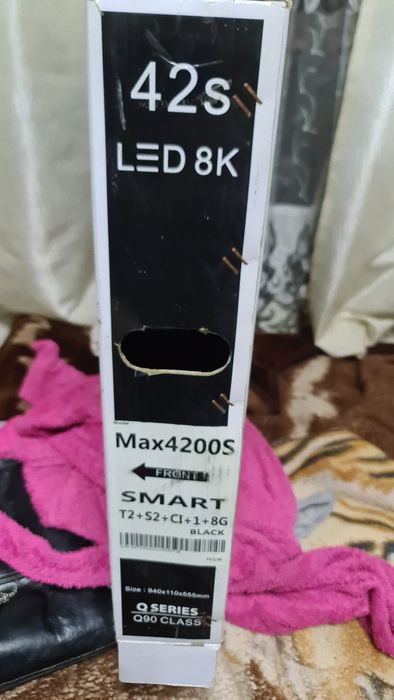 42s
LED 8K
Model
Max4200S
FRONT
SMART
T2+S2+CI+1+8G
BLACK
Size : 940x110x555mm
Q SERIES
Q90 CLASS